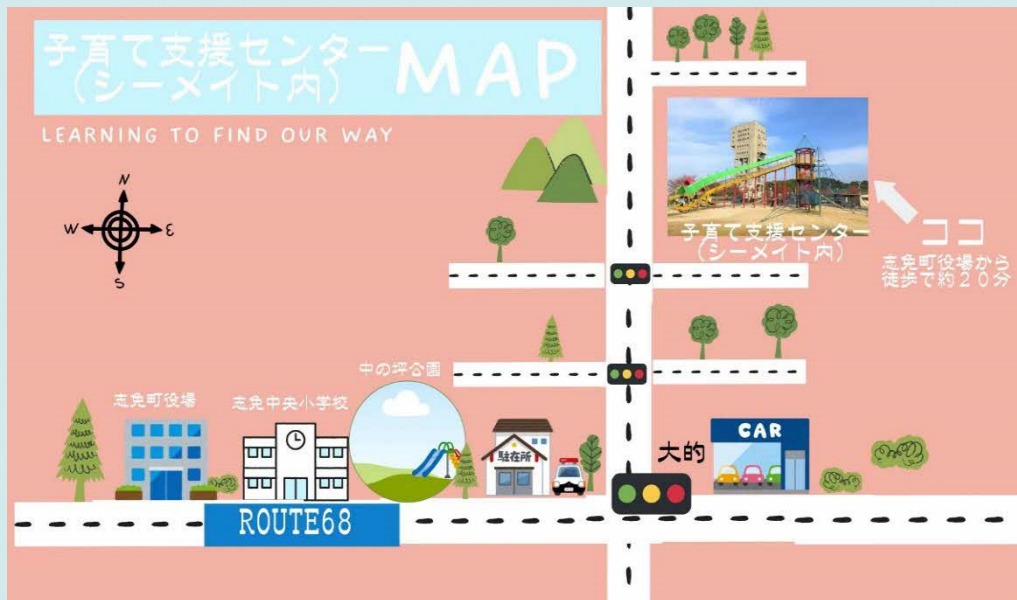 子育て支援センター
（シーメイト内）
MAP
LEARNING TO FIND OUR WAY
N
W
E
S
子育て支援センター
（シーメイト内）
ココ
志免町役場から
徒歩で約２０分
中の坪公園
志免町役場
志免中央小学校
駐在所
大的
CAR
ROUTE68